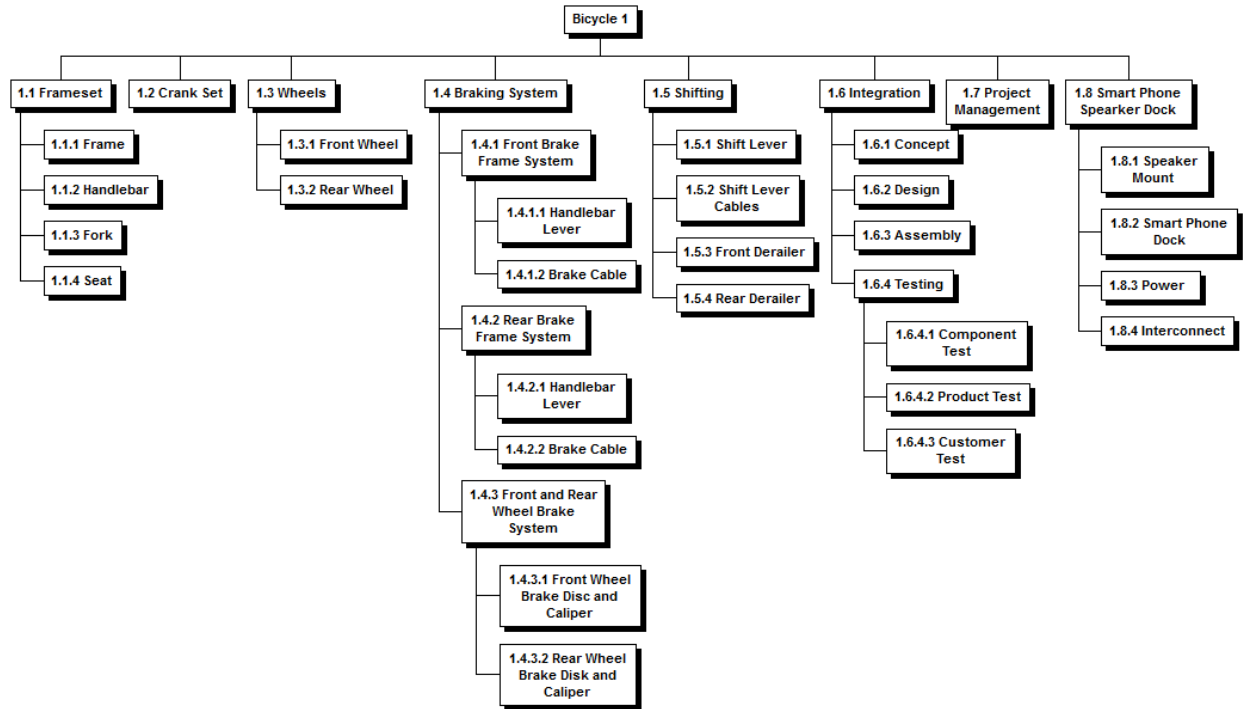 Bicycle 1
1.1 Frameset
1.2 Crank Set
1.3 Wheels
1.4 Braking System
1.5 Shifting
1.6 Integration
1.7 Project
Management
1.8 Smart Phone
Spearker Dock
1.1.1 Frame
1.1.2 Handlebar
1.1.3 Fork
1.1.4 Seat
1.3.1 Front Wheel
1.3.2 Rear Wheel
1.4.1 Front Brake
Frame System
1.4.1.1 Handlebar
Lever
1.4.1.2 Brake Cable
1.4.2 Rear Brake
Frame System
1.4.2.1 Handlebar
Lever
1.4.2.2 Brake Cable
1.4.3 Front and Rear
Wheel Brake
System
1.4.3.1 Front Wheel
Brake Disc and
Caliper
1.4.3.2 Rear Wheel
Brake Disk and
Caliper
1.5.1 Shift Lever
1.5.2 Shift Lever
Cables
1.5.3 Front Derailer
1.5.4 Rear Derailer
1.6.1 Concept
1.6.2 Design
1.6.3 Assembly
1.6.4 Testing
1.6.4.1 Component
Test
1.6.4.2 Product Test
1.6.4.3 Customer
Test
1.8.1 Speaker
Mount
1.8.2 Smart Phone
Dock
1.8.3 Power
1.8.4 Interconnect